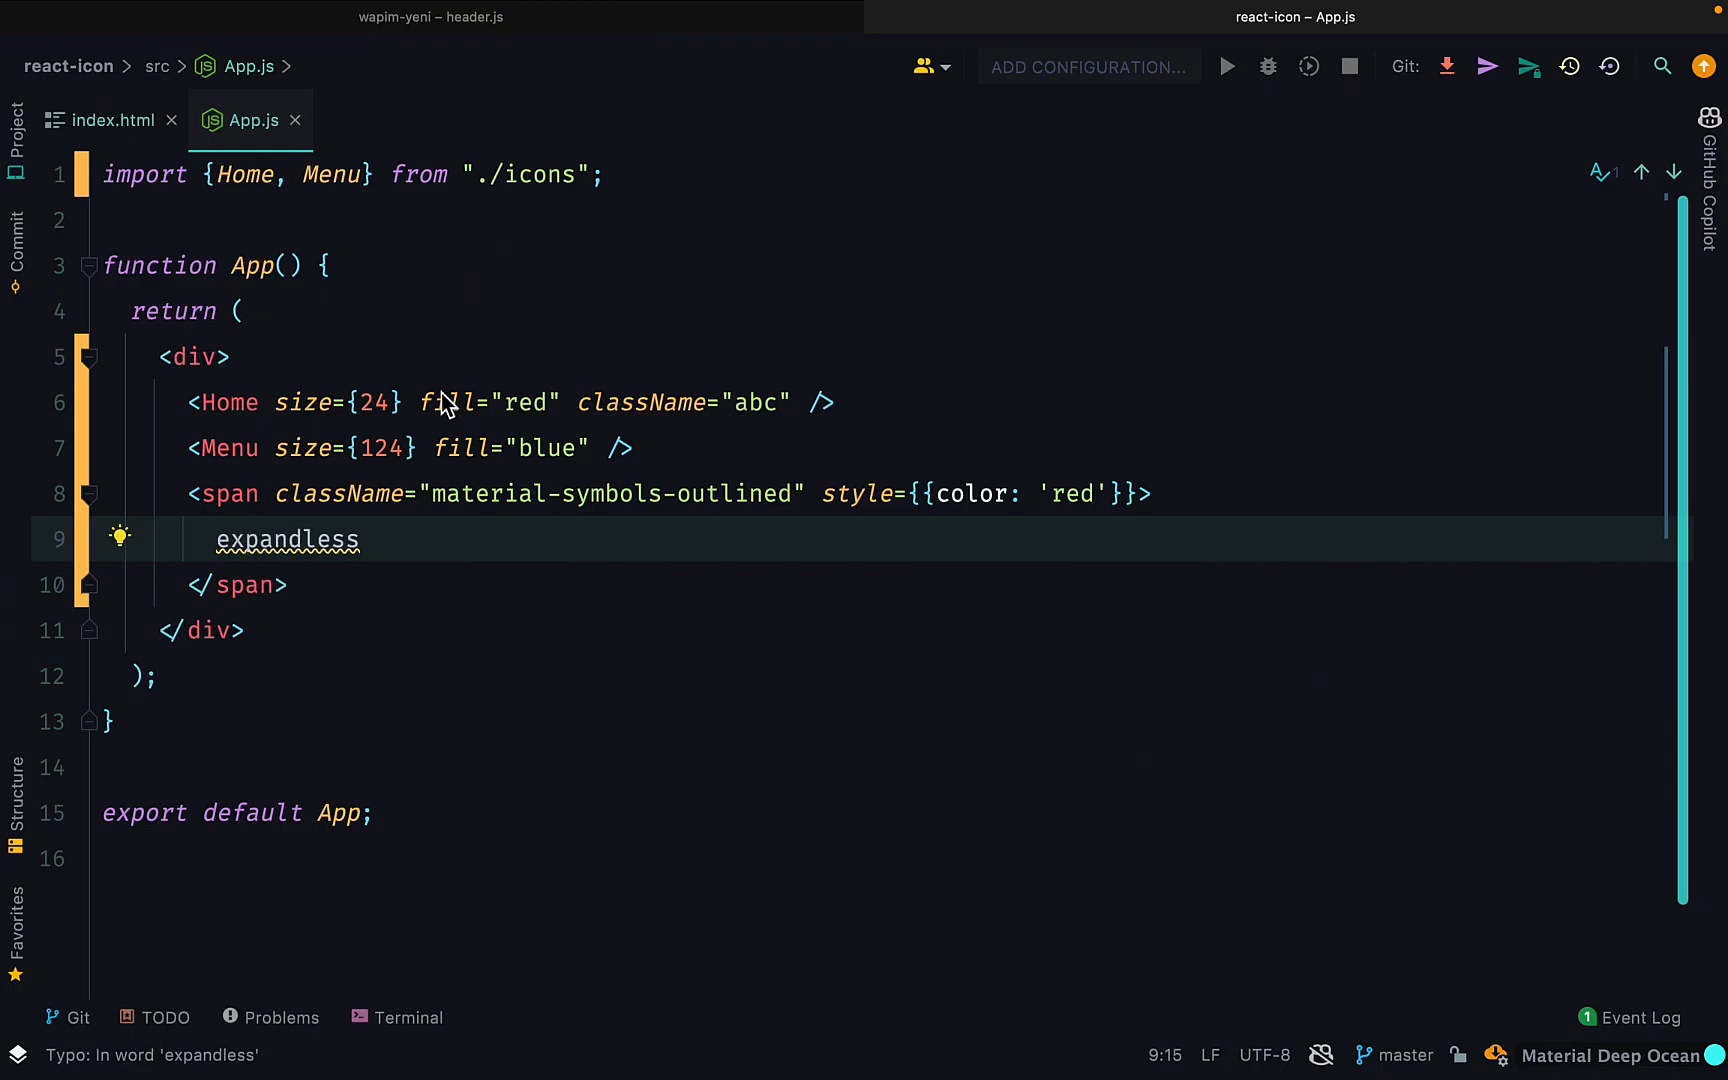 wapim-yeni – header.js
react-icon – App.js
react-icon > src > App.js >
ADD CONFIGURATION...
Git:
index.html ×
App.js ×
Project
Commit
Structure
Favorites
GitHub Copilot
1
1 import {Home, Menu} from "./icons";
2
3 function App() {
4 return (
5 <div>
6 <Home size={24} fill="red" className="abc" />
7 <Menu size={124} fill="blue" />
8 <span className="material-symbols-outlined" style={{color: 'red'}}>
9 expandless
10 </span>
11 </div>
12 );
13 }
14
15 export default App;
16
Git TODO Problems Terminal
1 Event Log
Typo: In word 'expandless'
9:15 LF UTF-8 master Material Deep Ocean